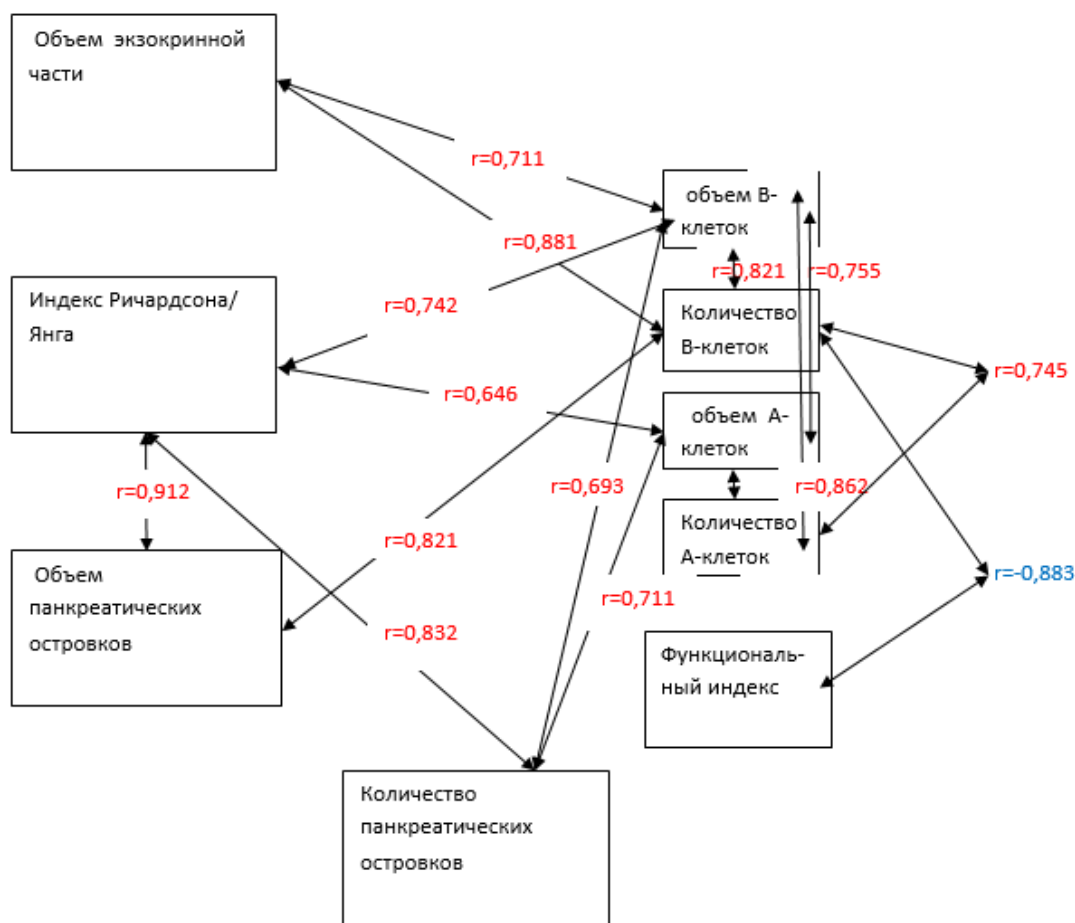 Объем экзокринной
части
r=0,711
объем В-
клеток
r=0,881
r=0,821
r=0,755
Индекс Ричардсона/
Янга
r=0,742
Количество
В-клеток
r=0,745
r=0,646
объем А-
клеток
r=0,912
r=0,693
r=0,862
Количество
А-клеток
r=0,821
Объем
панкреатических
островков
r=-0,883
r=0,711
r=0,832
Функциональ-
ный индекс
Количество
панкреатических
островков